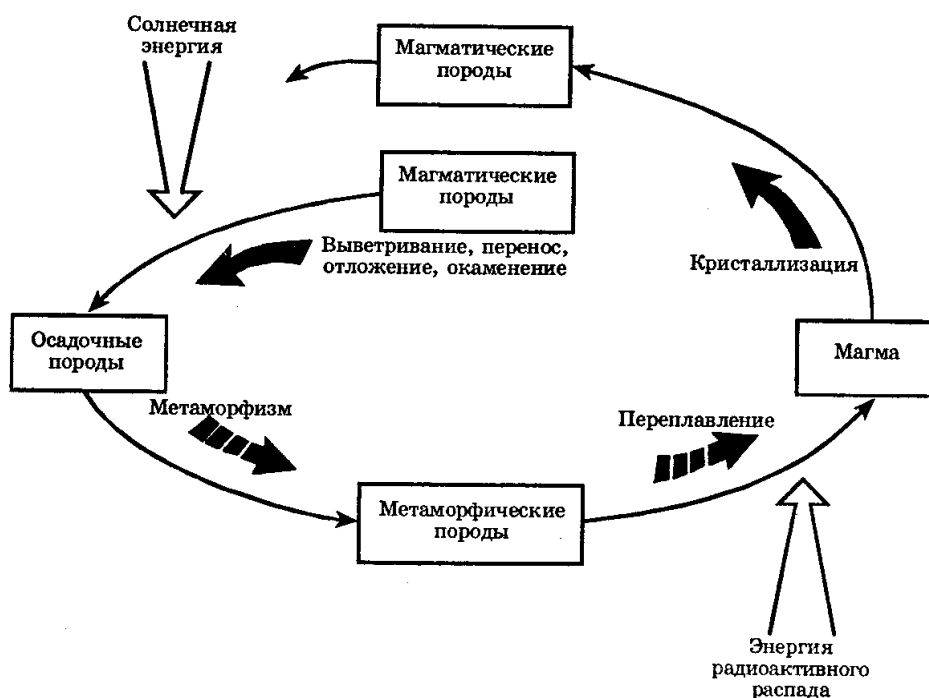 Солнечная
энергия
Магматические
породы
Магматические
породы
Выветривание, перенос,
отложение, окаменение
Кристаллизация
Осадочные
породы
Магма
Метаморфизм
Переплавление
Метаморфические
породы
Энергия
радиоактивного
распада